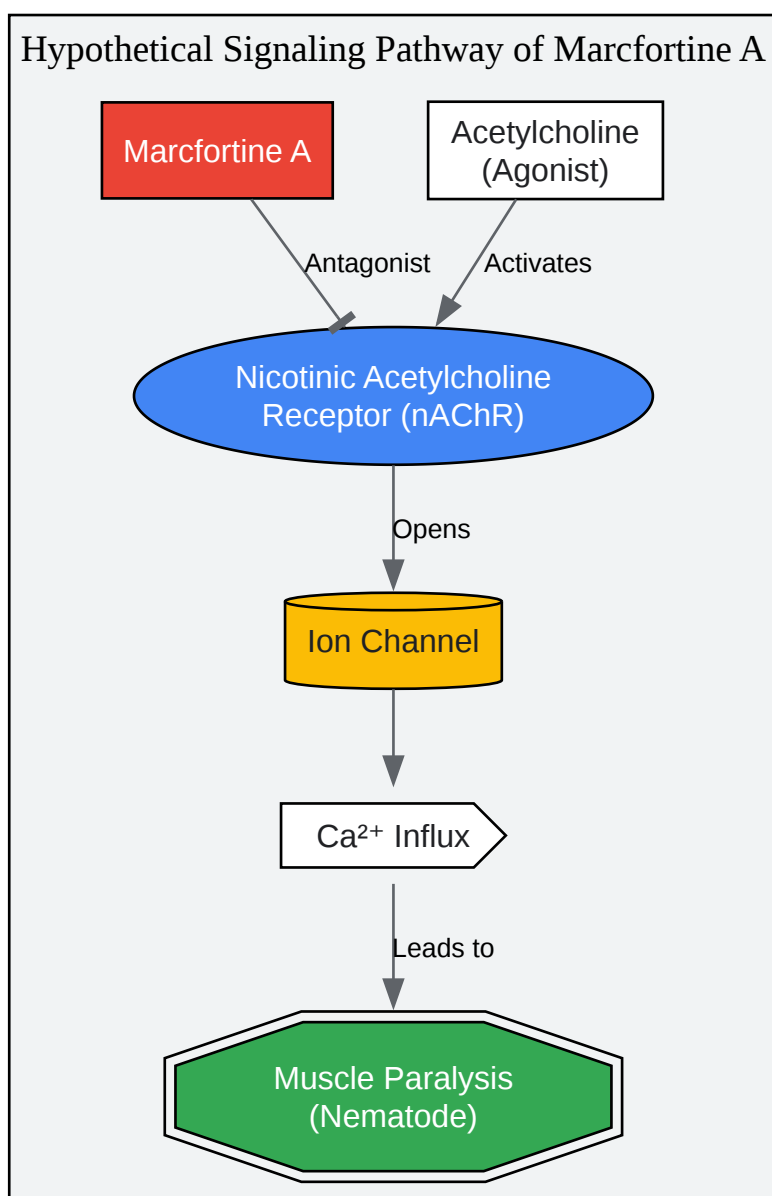 Hypothetical Signaling Pathway of Marcfortine A
Marcfortine A
Acetylcholine
(Agonist)
Antagonist
Activates
Nicotinic Acetylcholine
Receptor (nAChR)
Opens
Ion Channel
Ca²⁺ Influx
Leads to
Muscle Paralysis
(Nematode)